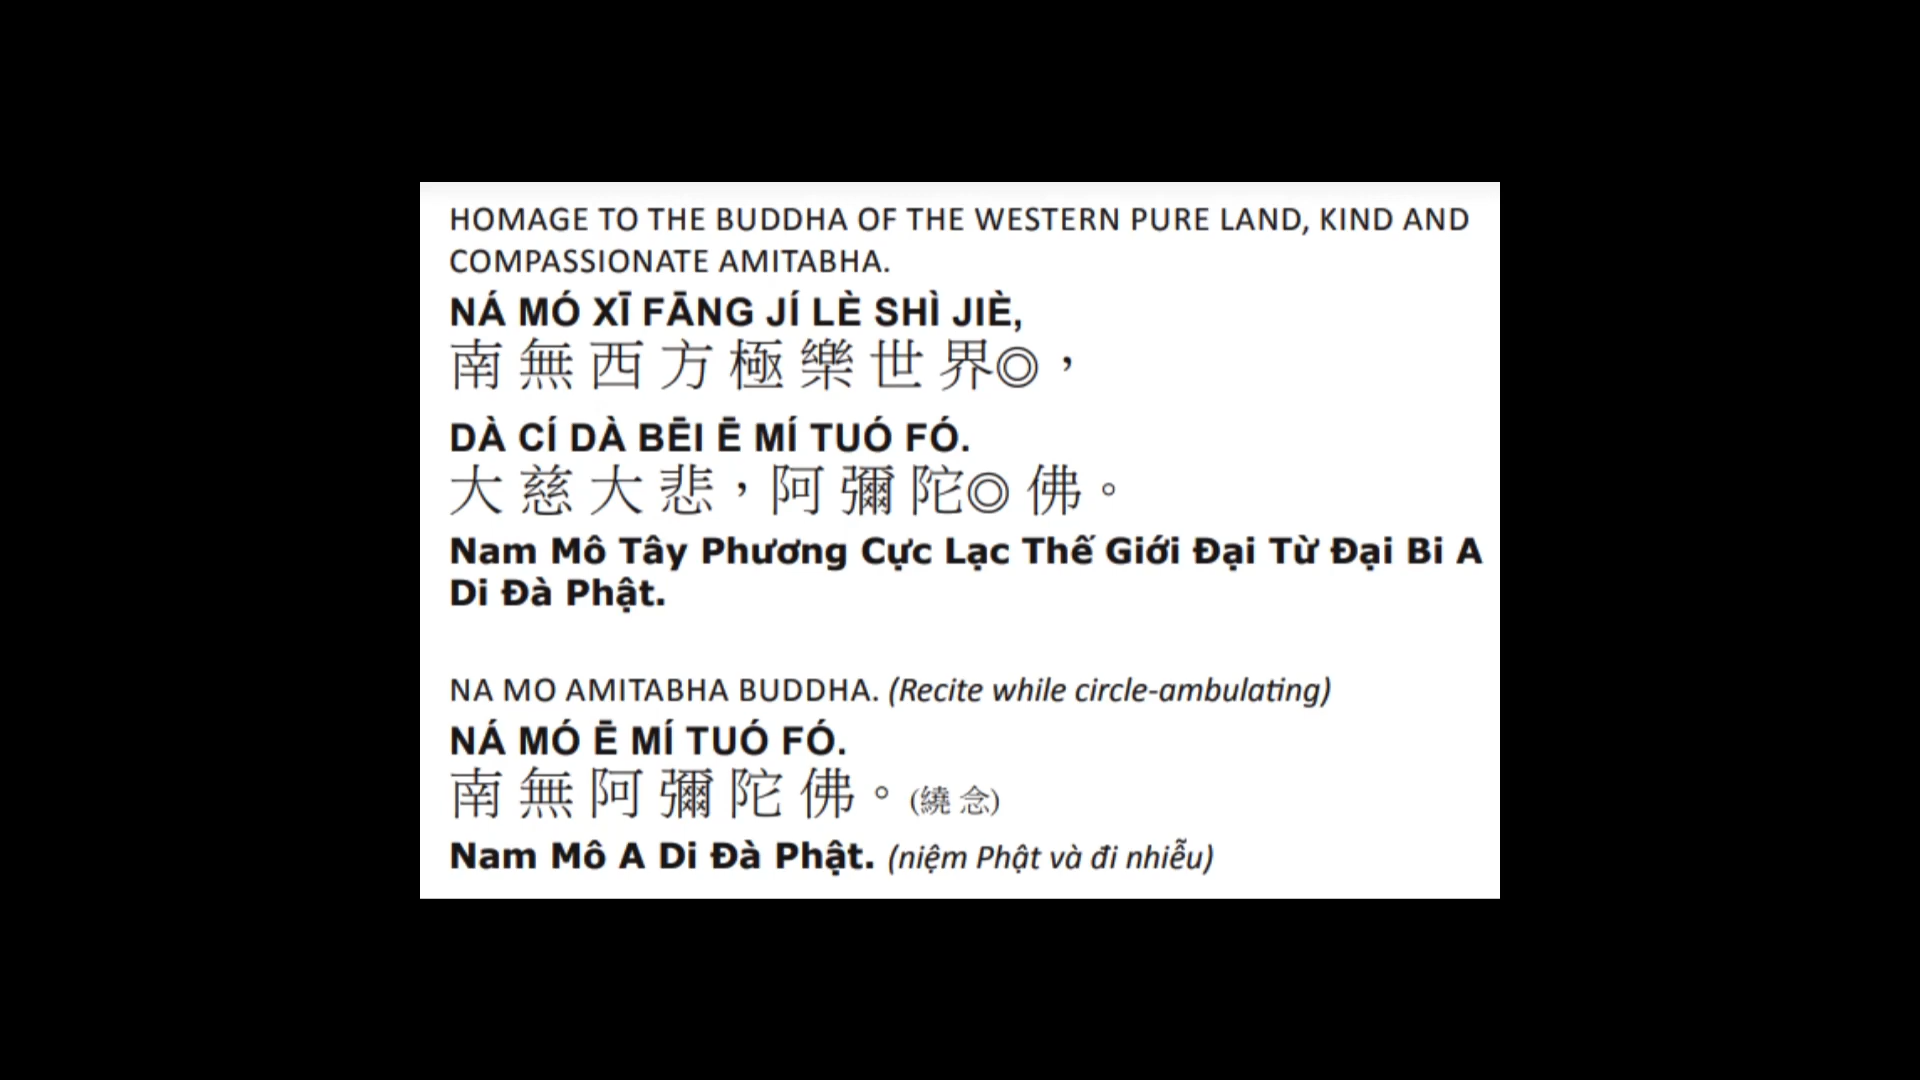 HOMAGE TO THE BUDDHA OF THE WESTERN PURE LAND, KIND AND
COMPASSIONATE AMITABHA.
NÁ MÓ XĪ FĀNG JÍ LÈ SHÌ JIÈ,
南 無 西 方 極 樂 世 界◎，
DÀ CÍ DÀ BĒI Ē MÍ TUÓ FÓ.
大 慈 大 悲，阿 彌 陀◎ 佛。
Nam Mô Tây Phương Cực Lạc Thế Giới Đại Từ Đại Bi A
Di Đà Phật.
NA MO AMITABHA BUDDHA. (Recite while circle-ambulating)
NÁ MÓ Ē MÍ TUÓ FÓ.
南 無 阿 彌 陀 佛。(繞 念)
Nam Mô A Di Đà Phật. (niệm Phật và đi nhiễu)